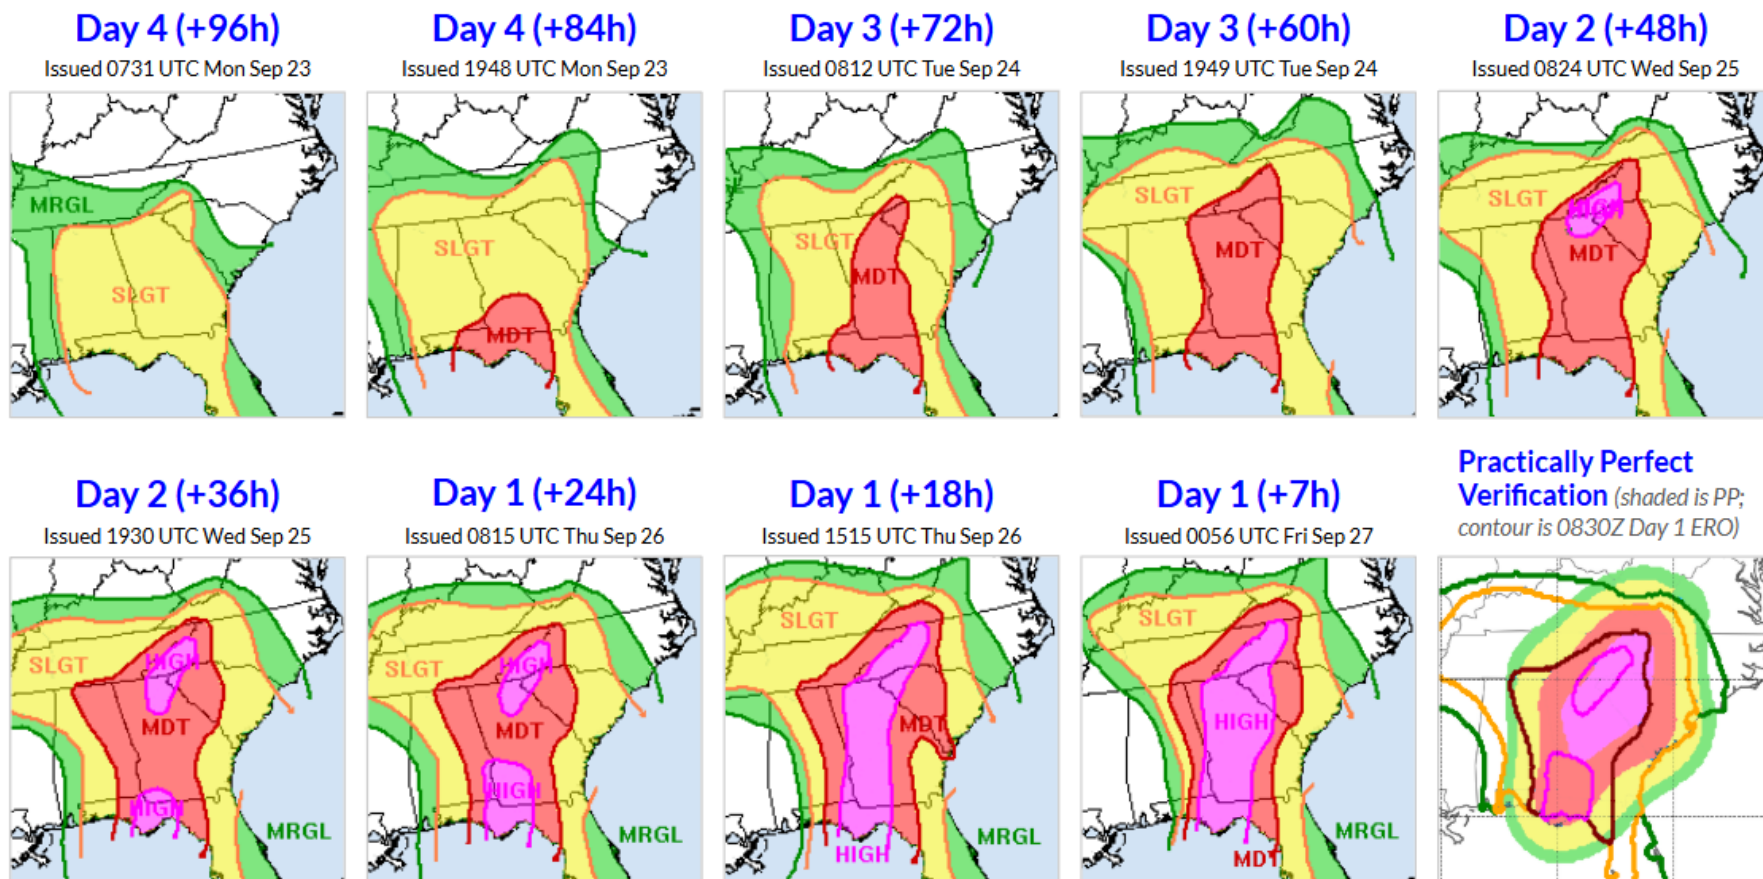 Day 4 (+96h)
Issued 0731 UTC Mon Sep 23
MRGL
SLGT
Day 4 (+84h)
Issued 1948 UTC Mon Sep 23
SLGT
MDT
Day 3 (+72h)
Issued 0812 UTC Tue Sep 24
SLGT
MDT
Day 3 (+60h)
Issued 1949 UTC Tue Sep 24
SLGT
MDT
Day 2 (+48h)
Issued 0824 UTC Wed Sep 25
SLGT
HIGH
MDT
Day 2 (+36h)
Issued 1930 UTC Wed Sep 25
HIGH
SLGT
MDT
HIGH
MRGL
Day 1 (+24h)
Issued 0815 UTC Thu Sep 26
HIGH
SLGT
MDT
HIGH
MRGL
Day 1 (+18h)
Issued 1515 UTC Thu Sep 26
SLGT
MDT
MRGL
HIGH
Day 1 (+7h)
Issued 0056 UTC Fri Sep 27
SLGT
HIGH
MRGL
MDT
Practically Perfect
Verification (shaded is PP;
contour is 0830Z Day 1 ERO)